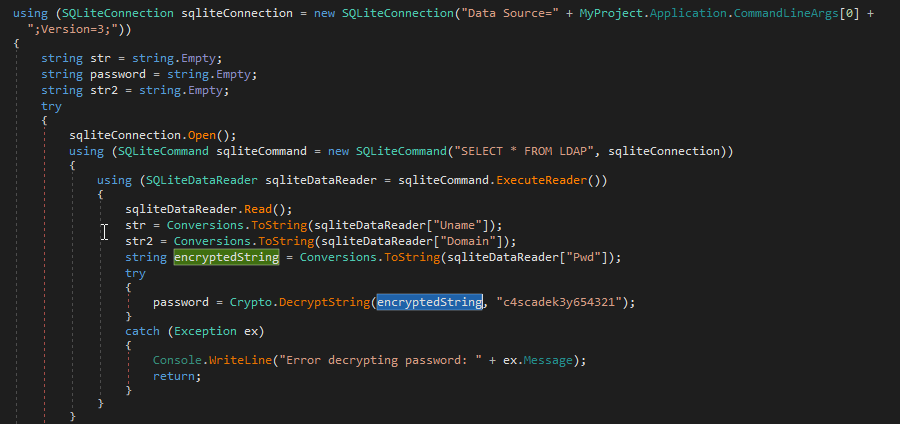 using (SQLiteConnection sqliteConnection = new SQLiteConnection("Data Source=" + MyProject.Application.CommandLineArgs[0] +
";Version=3;"))
{
string str = string.Empty;
string password = string.Empty;
string str2 = string.Empty;
try
{
sqliteConnection.Open();
using (SQLiteCommand sqliteCommand = new SQLiteCommand("SELECT * FROM LDAP", sqliteConnection))
{
using (SQLiteDataReader sqliteDataReader = sqliteCommand.ExecuteReader())
{
sqliteDataReader.Read();
str = Conversions.ToString(sqliteDataReader["Uname"]);
str2 = Conversions.ToString(sqliteDataReader["Domain"]);
string encryptedString = Conversions.ToString(sqliteDataReader["Pwd"]);
try
{
password = Crypto.DecryptString(encryptedString, "c4scadek3y654321");
}
catch (Exception ex)
{
Console.WriteLine("Error decrypting password: " + ex.Message);
return;
}
}
}